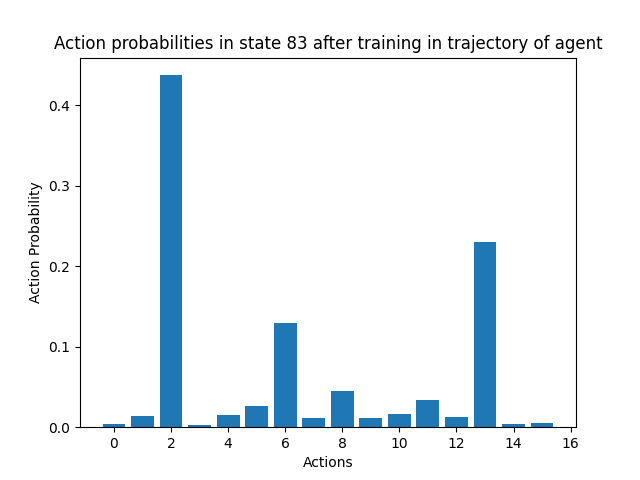 Action probabilities in state 83 after training in trajectory of agent
0.4
0.3
0.2
0.1
0.0
Action Probability
0 2 4 6 8 10 12 14 16
Actions